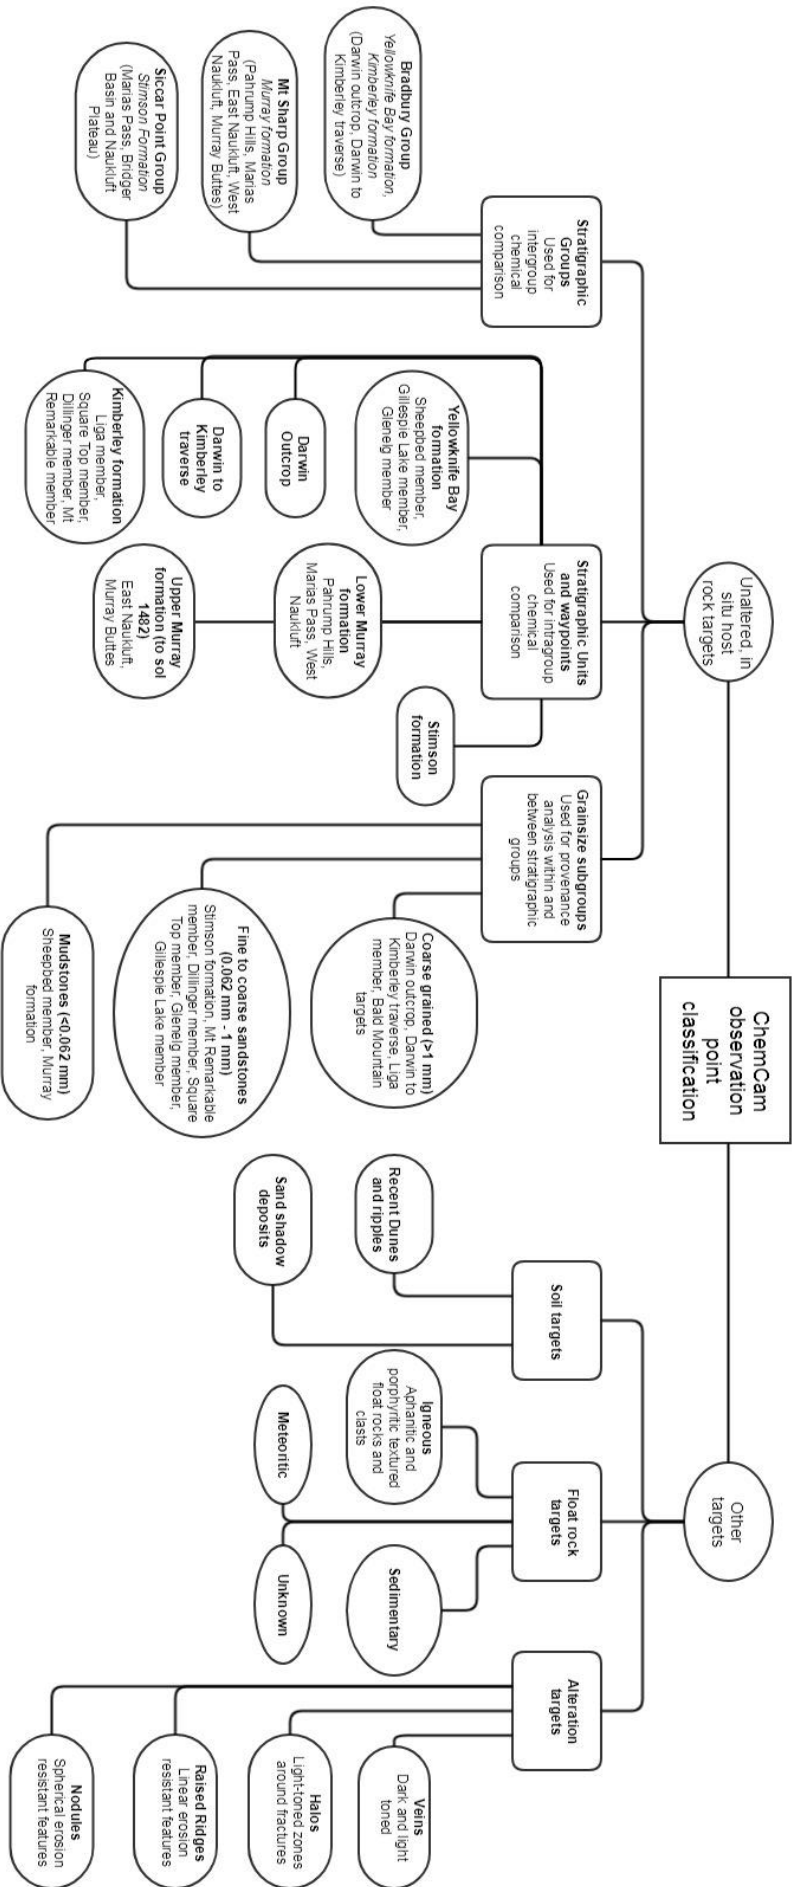 ChemCam
observation
point
classification
Unaltered, in
situ host
rock targets
Other
targets
Stratigraphic
Groups
Used for
intergroup
chemical
comparison
Bradbury Group
Yellowknife Bay formation,
Kimberley formation
(Darwin outcrop, Darwin to
Kimberley traverse)
Mt Sharp Group
Murray formation
(Pahrump Hills, Marias
Pass, East Naukluft, West
Naukluft, Murray Buttes)
Siccar Point Group
Stimson Formation
(Marias Pass, Bridger
Basin and Naukluft
Plateau)
Stratigraphic Units
and waypoints
Used for intragroup
chemical
comparison
Yellowknife Bay
formation
Sheepbed member,
Gillespie Lake member,
Glenelg member
Darwin
Outcrop
Darwin to
Kimberley
traverse
Kimberley formation
Liga member,
Square Top member,
Dillinger member, Mt
Remarkable member
Lower Murray
formation
Pahrump Hills,
Marias Pass, West
Naukluft
Upper Murray
formation (to sol
1482)
East Naukluft,
Murray Buttes
Stimson
formation
Grainsize subgroups
Used for provenance
analysis within and
between stratigraphic
groups
Coarse grained (>1 mm)
Darwin outcrop, Darwin to
Kimberley traverse, Liga
member, Bald Mountain
targets
Fine to coarse sandstones
(0.062 mm - 1 mm)
Stimson formation, Mt Remarkable
member, Dillinger member, Square
Top member, Glenelg member,
Gillespie Lake member
Mudstones (<0.062 mm)
Sheepbed member, Murray
formation
Soil targets
Recent Dunes
and ripples
Sand shadow
deposits
Float rock
targets
Igneous
Aphanitic and
porphyritic textured
float rocks and
clasts
Meteoritic
Sedimentary
Unknown
Alteration
targets
Veins
Dark and light
toned
Halos
Light-toned zones
around fractures
Raised Ridges
Linear erosion
resistant features
Nodules
Spherical erosion
resistant features